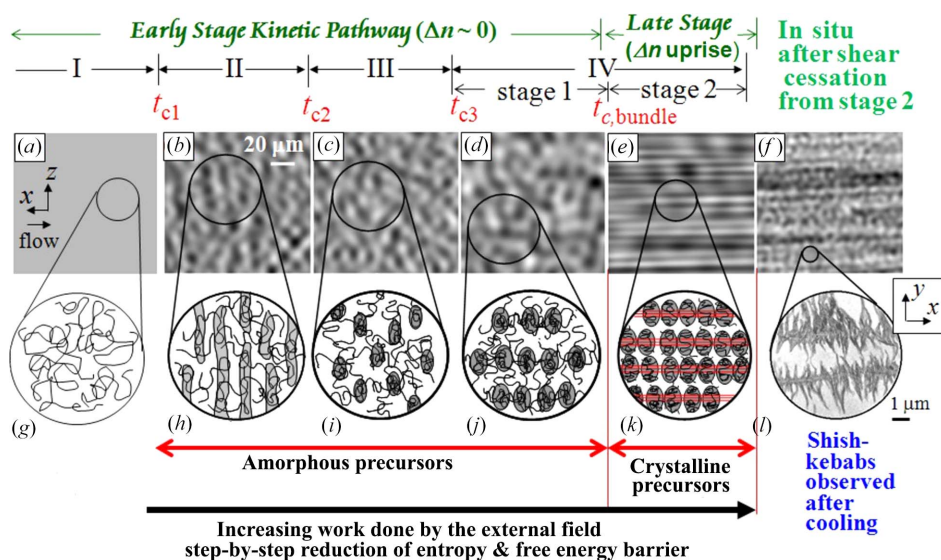 Early Stage Kinetic Pathway (Δn ~ 0)
Late Stage
(Δn uprise)
In situ
after shear
cessation
from stage 2
I
II
III
IV
stage 1
stage 2
t_c1
t_c2
t_c3
t_c,bundle
(a)
(b)
20 μm
(c)
(d)
(e)
(f)
z
x
flow
y
x
(g)
(h)
(i)
(j)
(k)
(l)
1 μm
Amorphous precursors
Crystalline
precursors
Shish-
kebabs
observed
after
cooling
Increasing work done by the external field
step-by-step reduction of entropy & free energy barrier